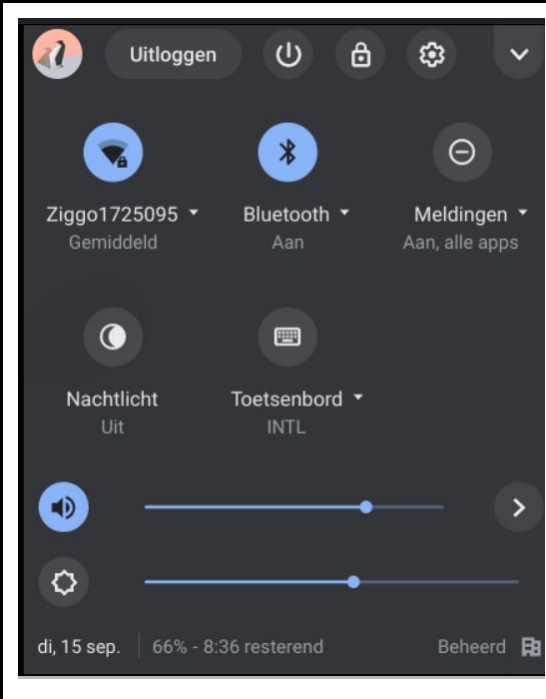 Uitloggen
Ziggo1725095 Bluetooth Meldingen
Gemiddeld Aan Aan, alle apps
Nachtlicht Toetsenbord
Uit INTL
di, 15 sep. 66% - 8:36 resterend Beheerd